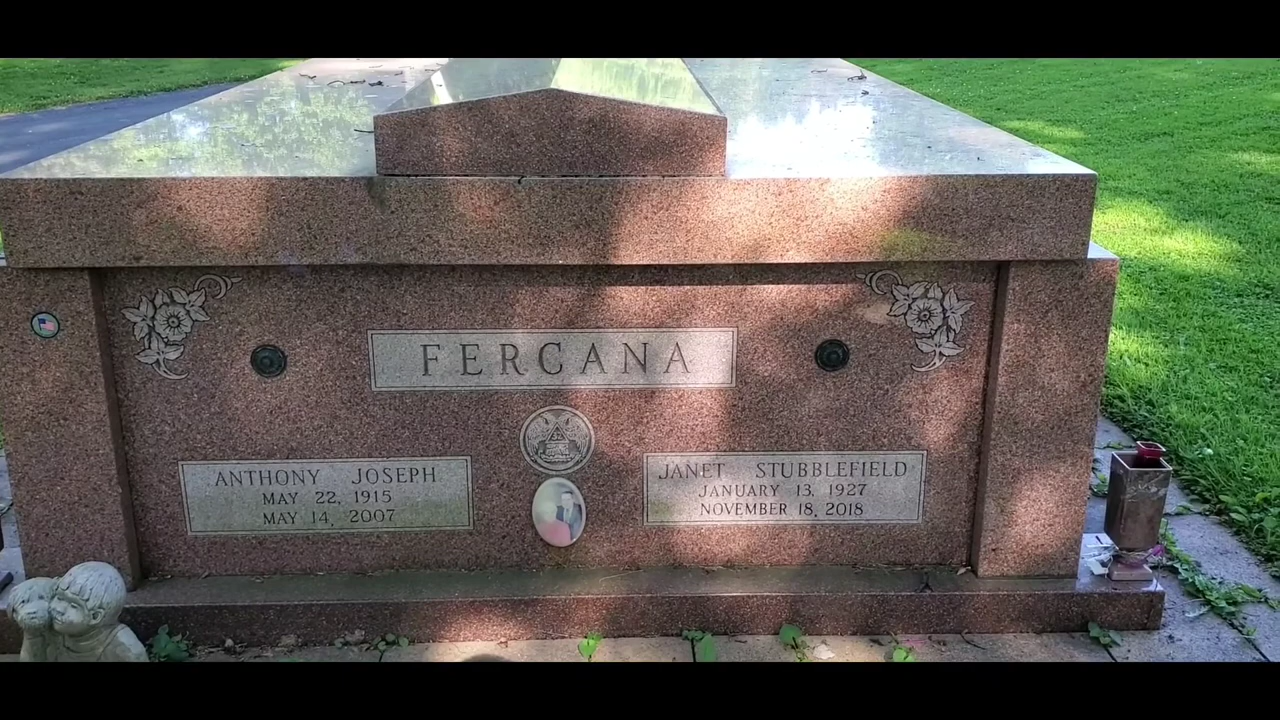 FERCANA
ANTHONY JOSEPH
MAY 22, 1915
MAY 14, 2007
JANET STUBBLEFIELD
JANUARY 13, 1927
NOVEMBER 18, 2018